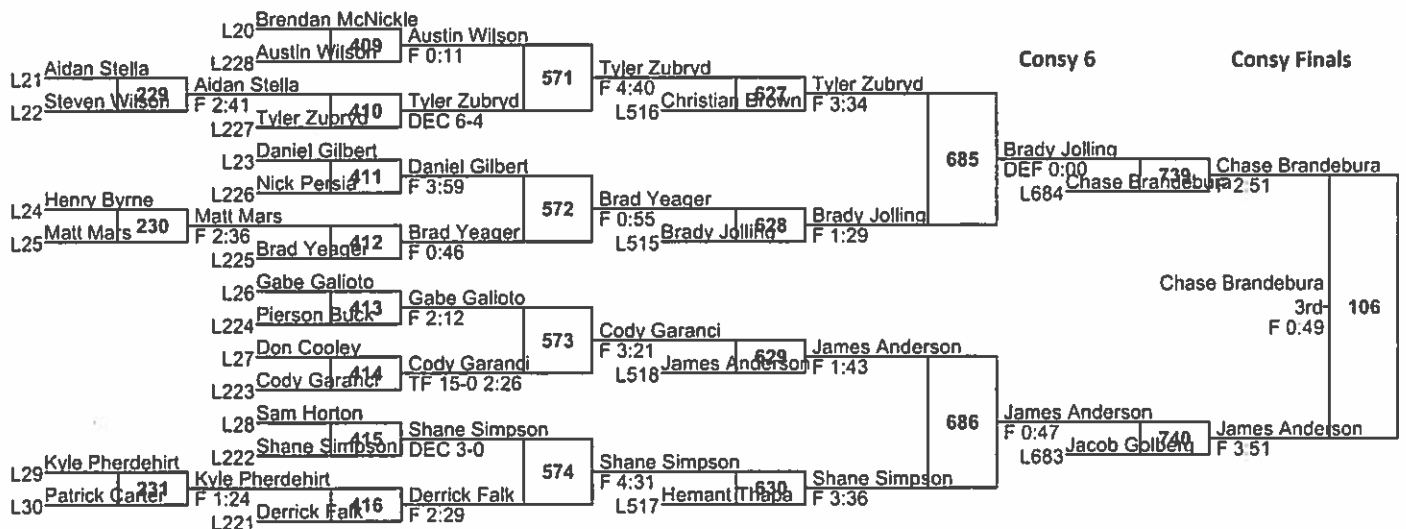 Consy 6
Consy Finals
L20 Brendan McNickle
409
L228 Austin Wilson
Austin Wilson
F 0:11
L21 Aidan Stella
229
L22 Steven Wilson
Aidan Stella
F 2:41
410
L227 Tyler Zubryd
Tyler Zubryd
DEC 6-4
571
Tyler Zubryd
F 4:40
627
L516 Christian Brown
Tyler Zubryd
F 3:34
L23 Daniel Gilbert
411
L226 Nick Persia
Daniel Gilbert
F 3:59
L24 Henry Byrne
230
L25 Matt Mars
Matt Mars
F 2:36
412
L225 Brad Yeager
Brad Yeager
F 0:46
572
Brad Yeager
F 0:55
628
L515 Brady Jolling
Brady Jolling
F 1:29
685
Brady Jolling
DEF 0:00
739
L684 Chase Brandebura
Chase Brandebura
F 2:51
L26 Gabe Galioto
413
L224 Pierson Buck
Gabe Galioto
F 2:12
L27 Don Cooley
414
L223 Cody Garanci
Cody Garanci
TF 15-0 2:26
573
Cody Garanci
F 3:21
629
L518 James Anderson
James Anderson
F 1:43
L28 Sam Horton
415
L222 Shane Simpson
Shane Simpson
DEC 3-0
L29 Kyle Pherdehirt
231
L30 Patrick Carter
Kyle Pherdehirt
F 1:24
416
L221 Derrick Falk
Derrick Falk
F 2:29
574
Shane Simpson
F 4:31
630
L517 Hemant Thapa
Shane Simpson
F 3:36
686
James Anderson
F 0:47
740
L683 Jacob Golberg
James Anderson
F 3:51
Chase Brandebura
3rd
F 0:49
106